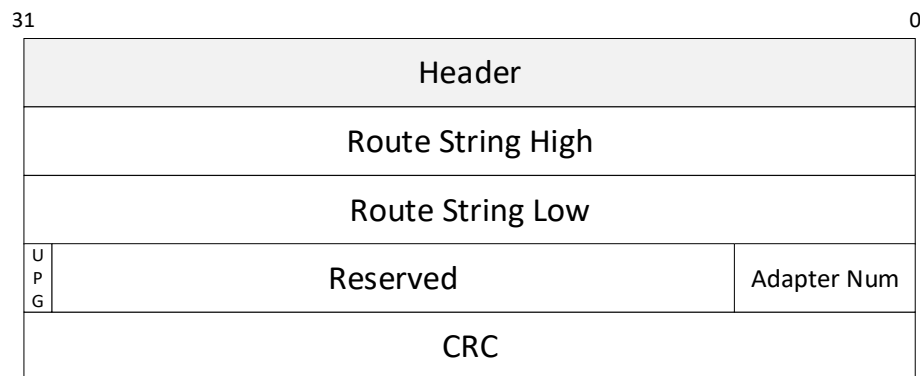 31 0
Header
Route String High
Route String Low
U
P
G
Reserved
Adapter Num
CRC